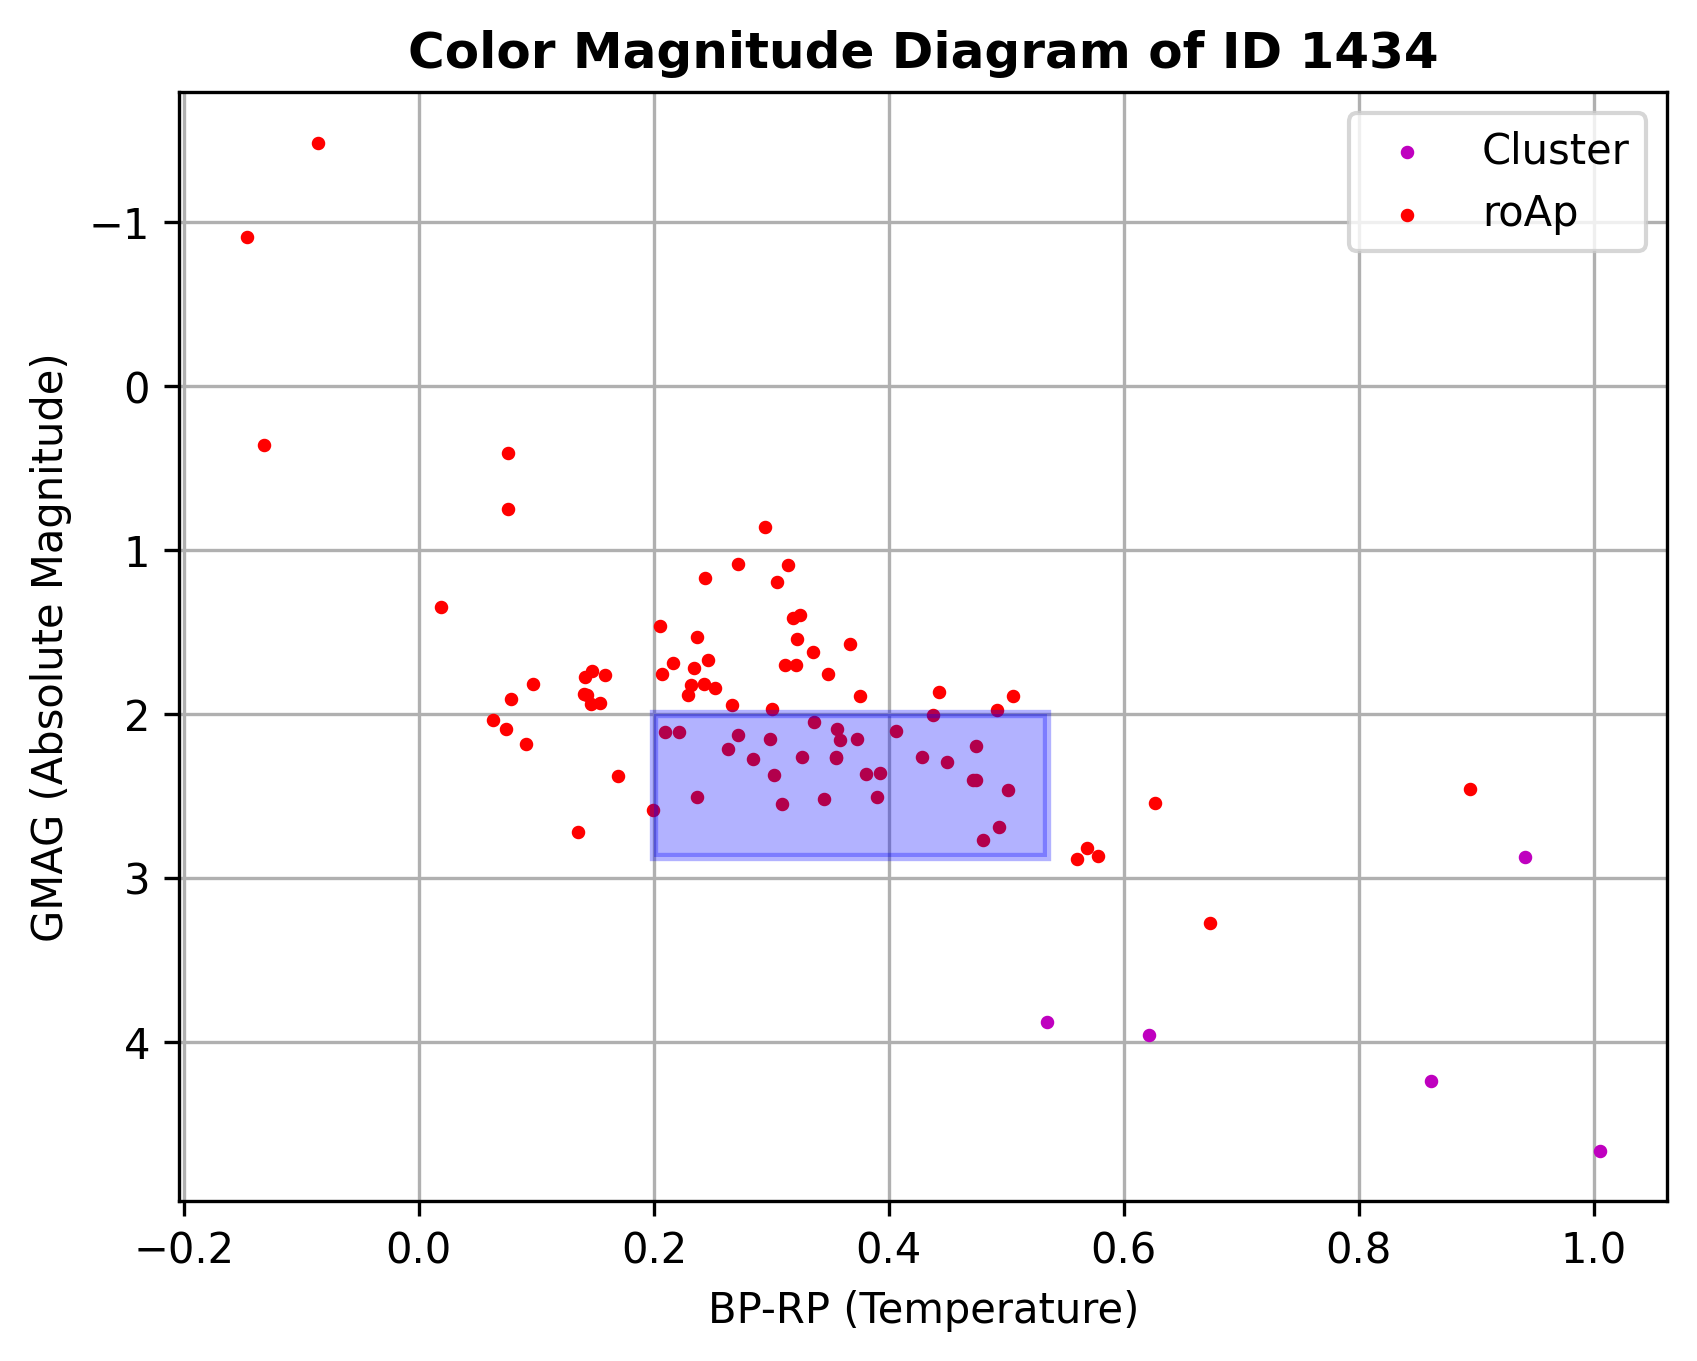 Color Magnitude Diagram of ID 1434
Cluster
roAp
GMAG (Absolute Magnitude)
−1
0
1
2
3
4
−0.2 0.0 0.2 0.4 0.6 0.8 1.0
BP-RP (Temperature)